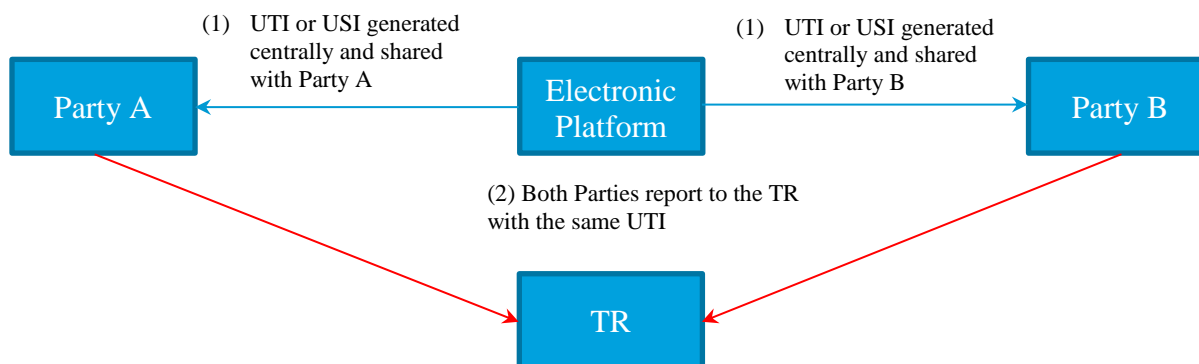 (1) UTI or USI generated
centrally and shared
with Party A
(1) UTI or USI generated
centrally and shared
with Party B
Party A
Electronic
Platform
Party B
(2) Both Parties report to the TR
with the same UTI
TR